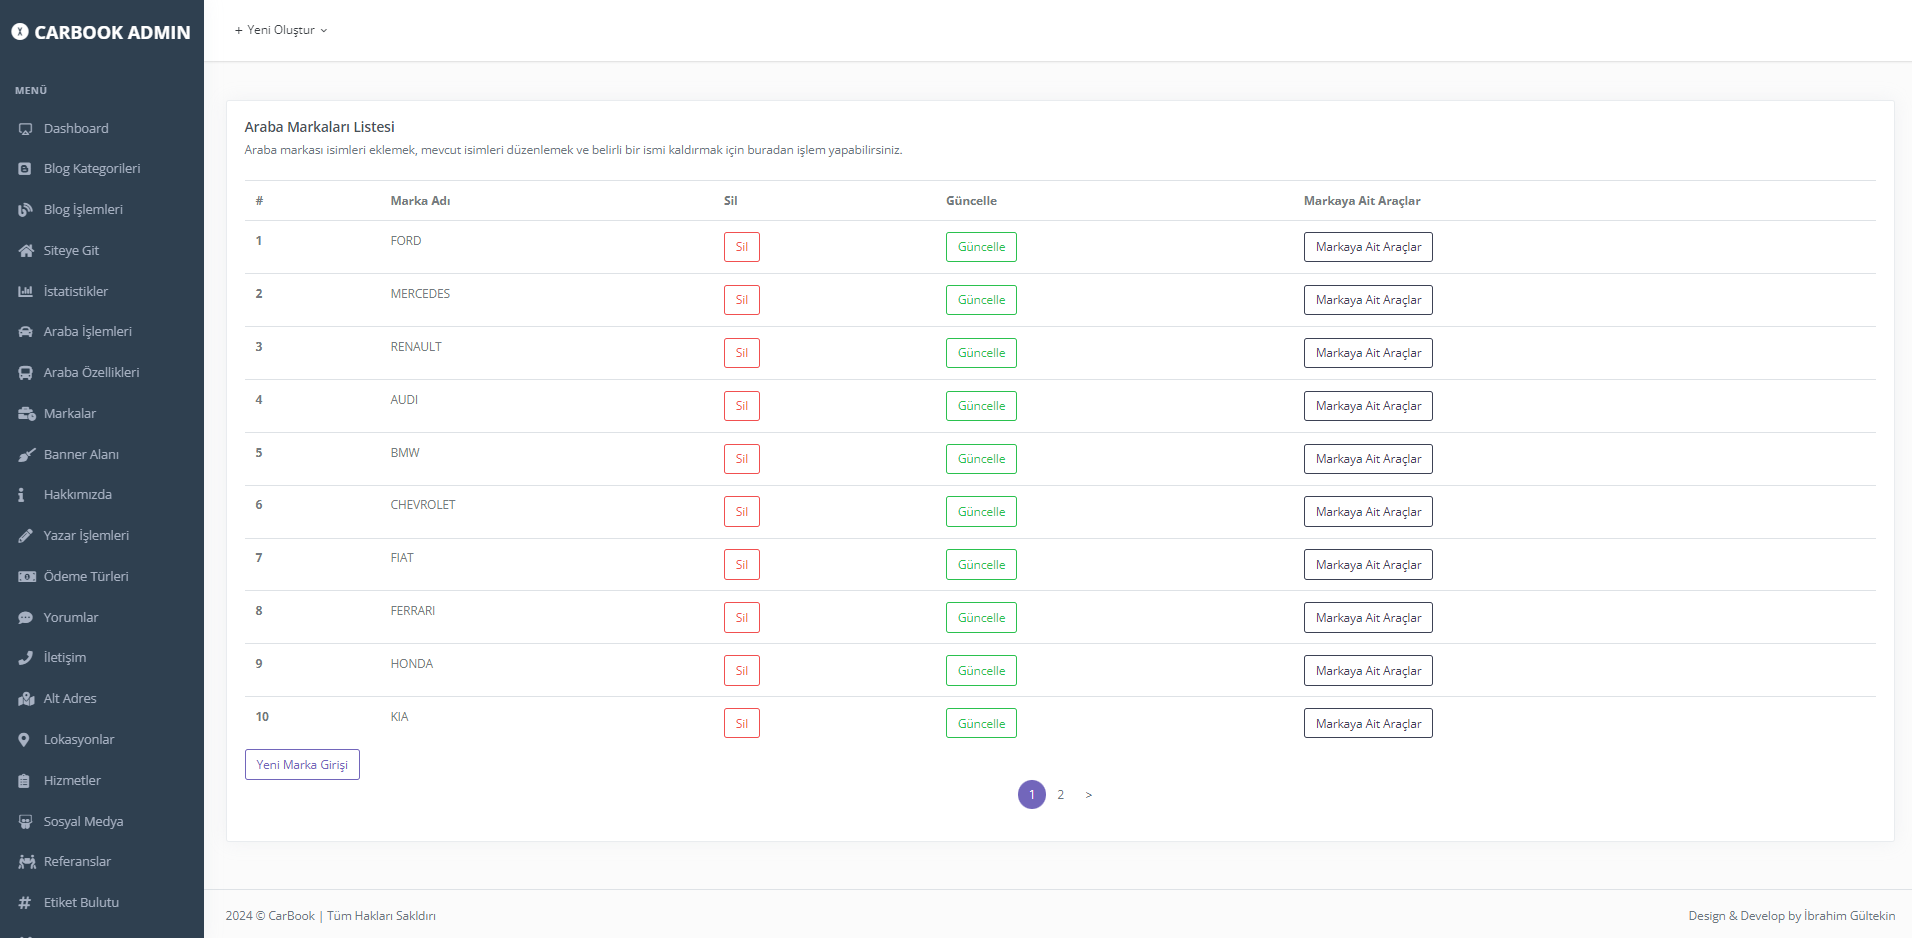 CARBOOK ADMIN
+ Yeni Oluştur
MENÜ
Dashboard
Blog Kategorileri
Blog İşlemleri
Siteye Git
İstatistikler
Araba İşlemleri
Araba Özellikleri
Markalar
Banner Alanı
Hakkımızda
Yazar İşlemleri
Ödeme Türleri
Yorumlar
İletişim
Alt Adres
Lokasyonlar
Hizmetler
Sosyal Medya
Referanslar
Etiket Bulutu
Araba Markaları Listesi
Araba markası isimleri eklemek, mevcut isimleri düzenlemek ve belirli bir ismi kaldırmak için buradan işlem yapabilirsiniz.
# Marka Adı Sil Güncelle Markaya Ait Araçlar
1 FORD Sil Güncelle Markaya Ait Araçlar
2 MERCEDES Sil Güncelle Markaya Ait Araçlar
3 RENAULT Sil Güncelle Markaya Ait Araçlar
4 AUDI Sil Güncelle Markaya Ait Araçlar
5 BMW Sil Güncelle Markaya Ait Araçlar
6 CHEVROLET Sil Güncelle Markaya Ait Araçlar
7 FIAT Sil Güncelle Markaya Ait Araçlar
8 FERRARI Sil Güncelle Markaya Ait Araçlar
9 HONDA Sil Güncelle Markaya Ait Araçlar
10 KIA Sil Güncelle Markaya Ait Araçlar
Yeni Marka Girişi
1 2 >
2024 © CarBook | Tüm Hakları Sakldırı
Design & Develop by İbrahim Gültekin